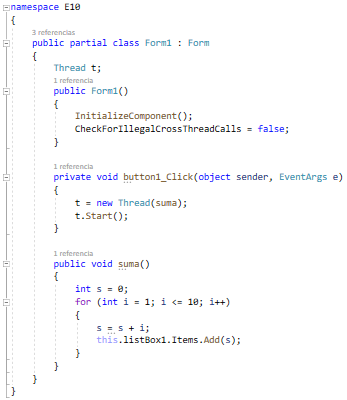 namespace E10
{
3 referencias
public partial class Form1 : Form
{
Thread t;
1 referencia
public Form1()
{
InitializeComponent();
CheckForIllegalCrossThreadCalls = false;
}
1 referencia
private void button1_Click(object sender, EventArgs e)
{
t = new Thread(suma);
t.Start();
}
1 referencia
public void suma()
{
int s = 0;
for (int i = 1; i <= 10; i++)
{
s = s + i;
this.listBox1.Items.Add(s);
}
}
}
}